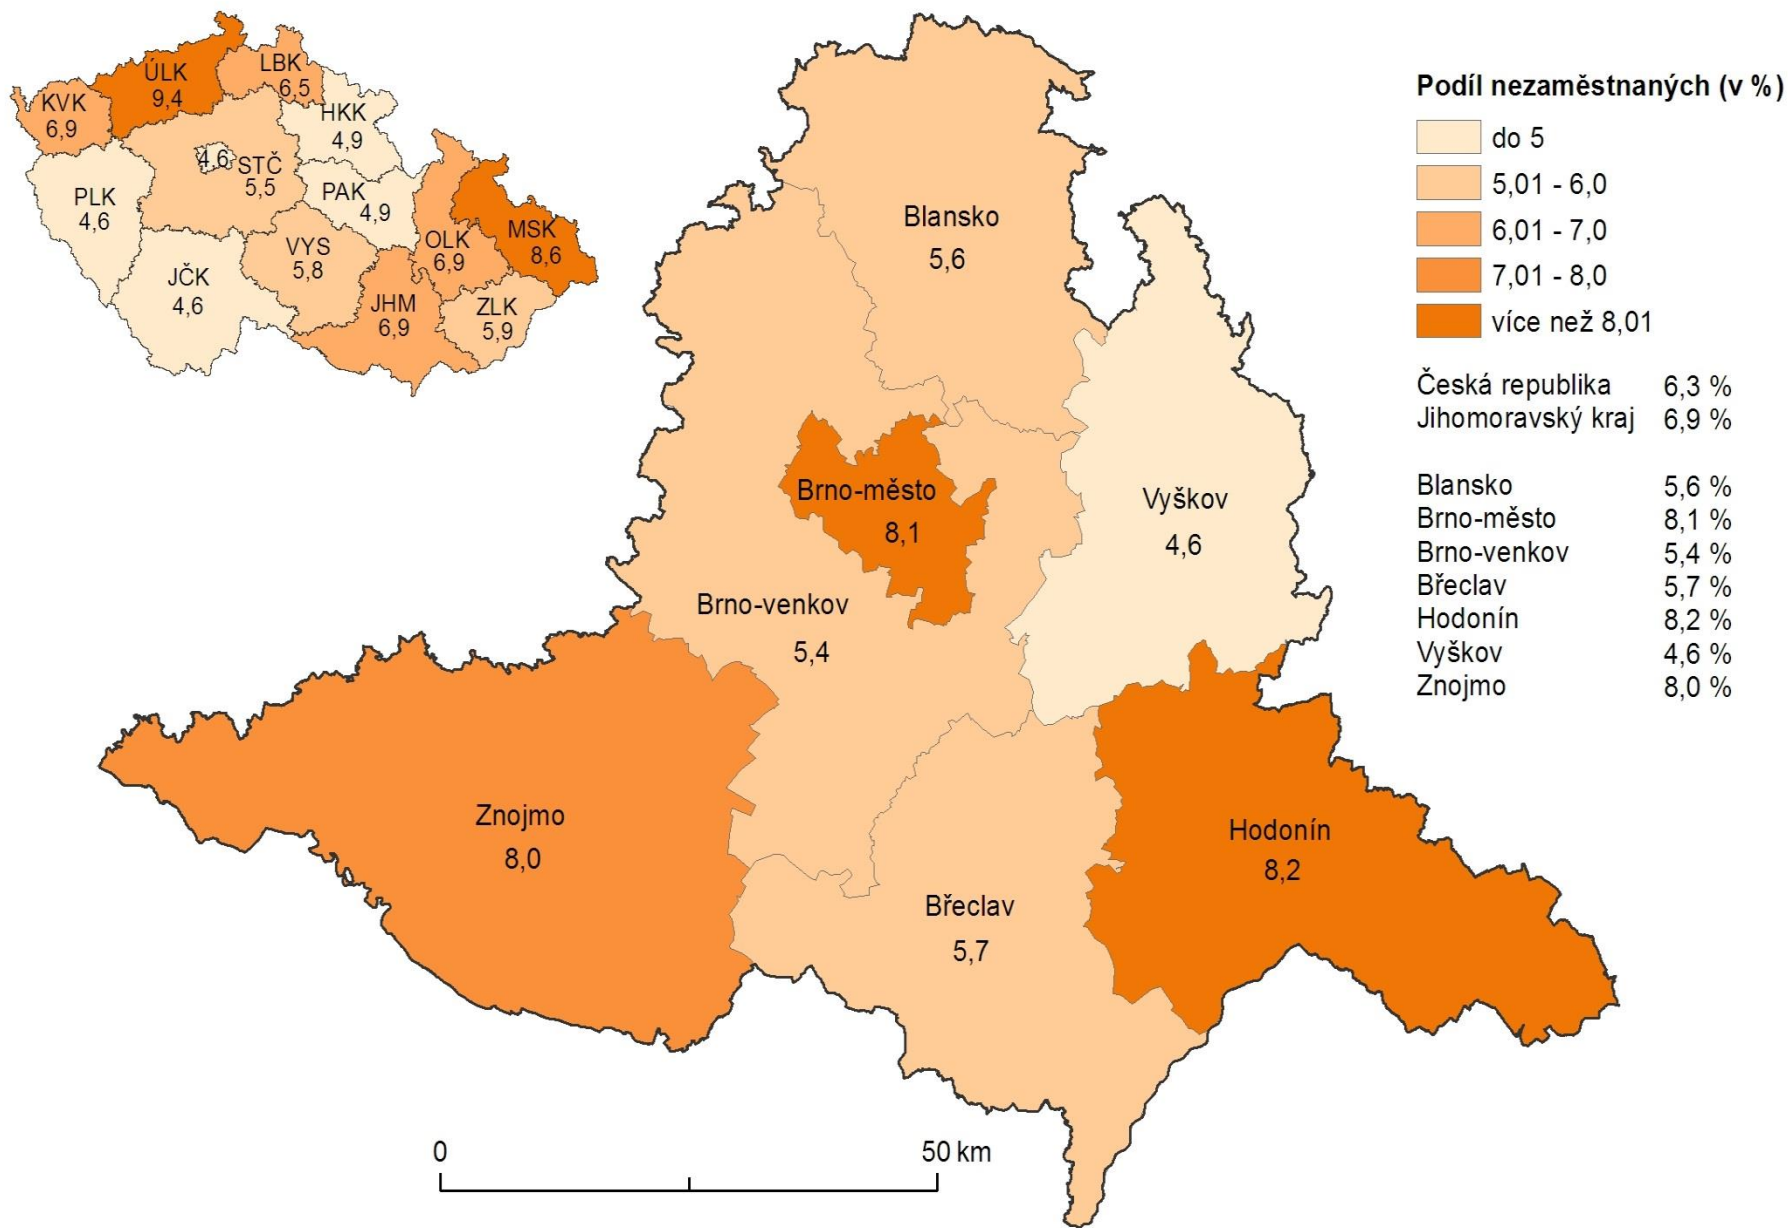 ÚLK
9,4
LBK
6,5
KVK
6,9
HKK
4,9
4,6
STČ
5,5
PLK
4,6
PAK
4,9
MSK
8,6
OLK
6,9
VYS
5,8
JČK
4,6
JHM
6,9
ZLK
5,9
Blansko
5,6
Brno-město
8,1
Vyškov
4,6
Brno-venkov
5,4
Znojmo
8,0
Hodonín
8,2
Břeclav
5,7
0 50 km
Podíl nezaměstnaných (v %)
do 5
5,01 - 6,0
6,01 - 7,0
7,01 - 8,0
více než 8,01
Česká republika 6,3 %
Jihomoravský kraj 6,9 %
Blansko 5,6 %
Brno-město 8,1 %
Brno-venkov 5,4 %
Břeclav 5,7 %
Hodonín 8,2 %
Vyškov 4,6 %
Znojmo 8,0 %